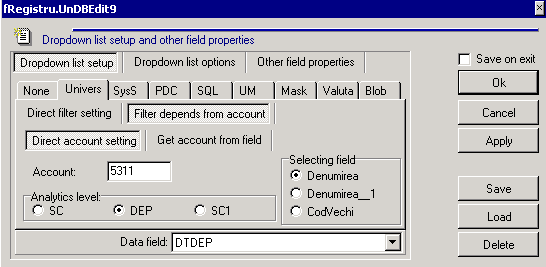 fRegistru.UnDBEdit9
Dropdown list setup and other field properties
Dropdown list setup Dropdown list options Other field properties
Save on exit
None Univers SysS PDC SQL UM Mask Valuta Blob
Ok
Direct filter setting Filter depends from account
Cancel
Direct account setting Get account from field
Apply
Account: 5311
Selecting field
Denumirea
Denumirea__1
CodVechi
Analytics level:
SC DEP SC1
Save
Load
Data field: DTDEP
Delete